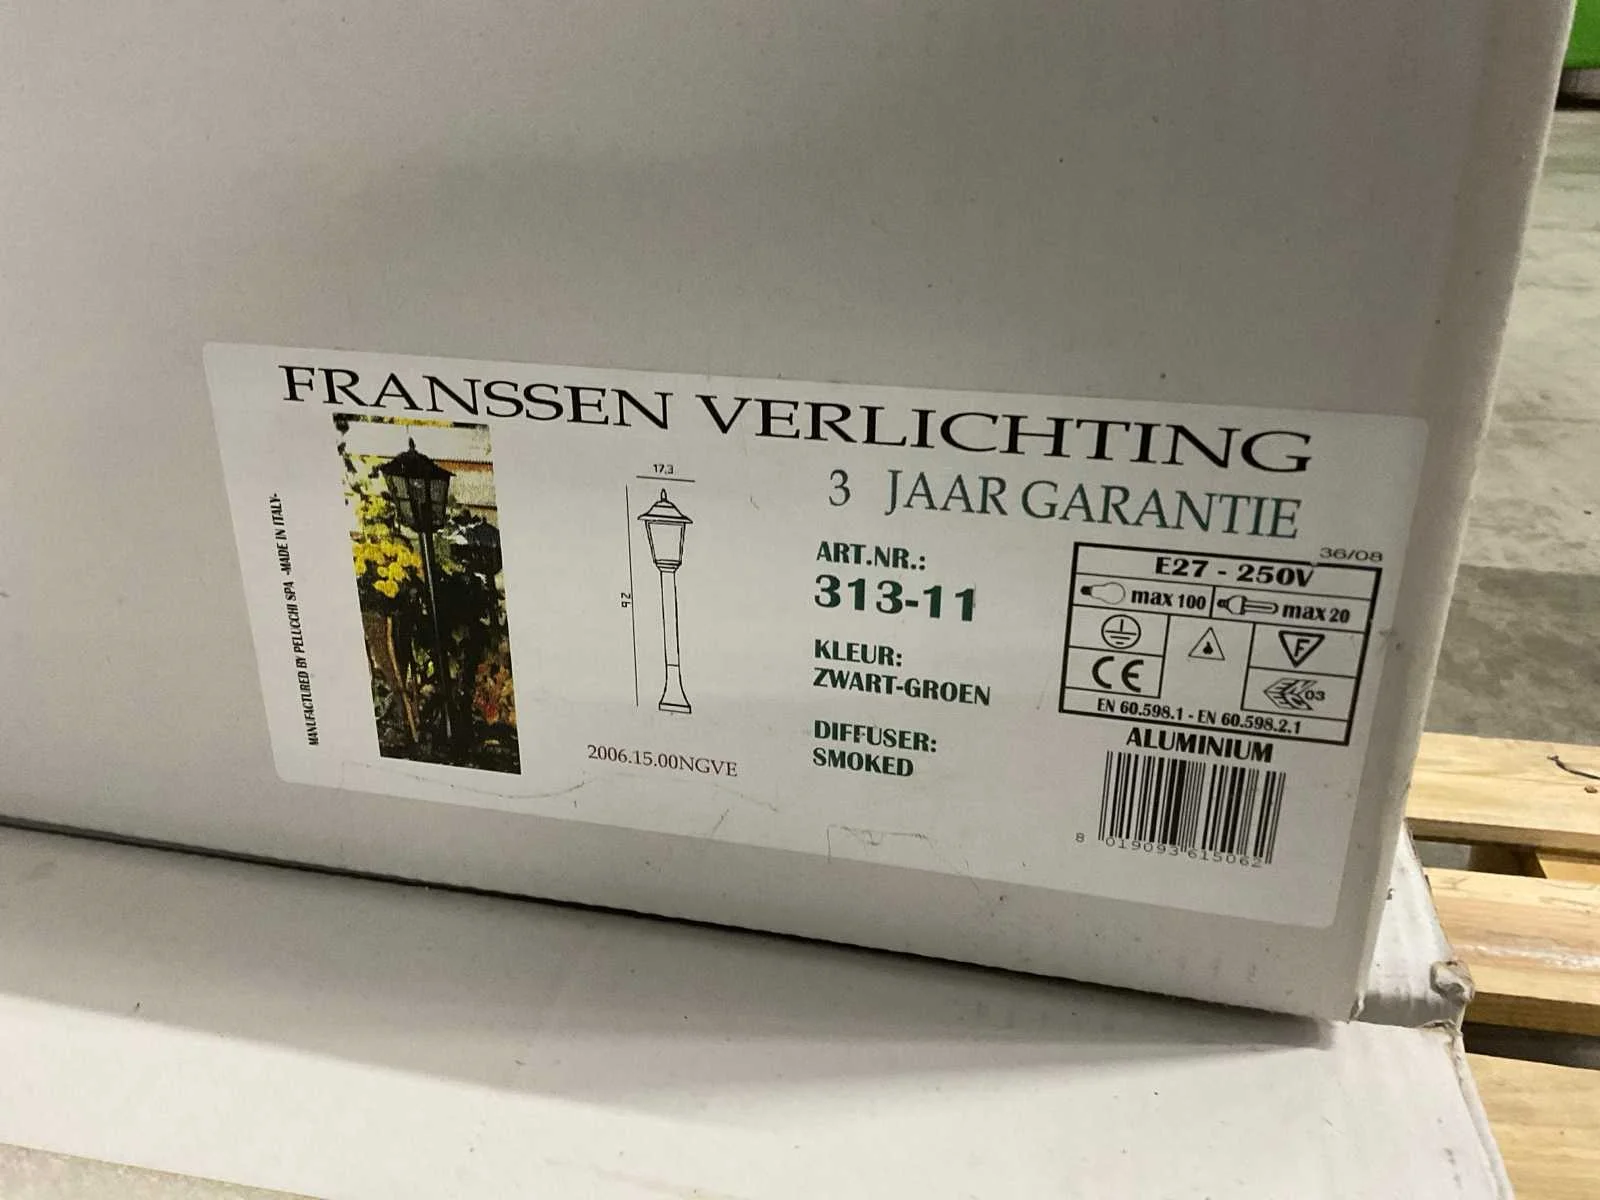 FRANSSEN VERLICHTING
3 JAAR GARANTIE
MANUFACTURED BY PELUCCHI SPA -MADE IN ITALY-
17,3
92
2006.15.00NGVE
ART.NR.:
313-11
KLEUR:
ZWART-GROEN
DIFFUSER:
SMOKED
36/08
E27 - 250V
max 100
max 20
F
CE
03
EN 60.598.1 - EN 60.598.2.1
ALUMINIUM
8 019093 615062